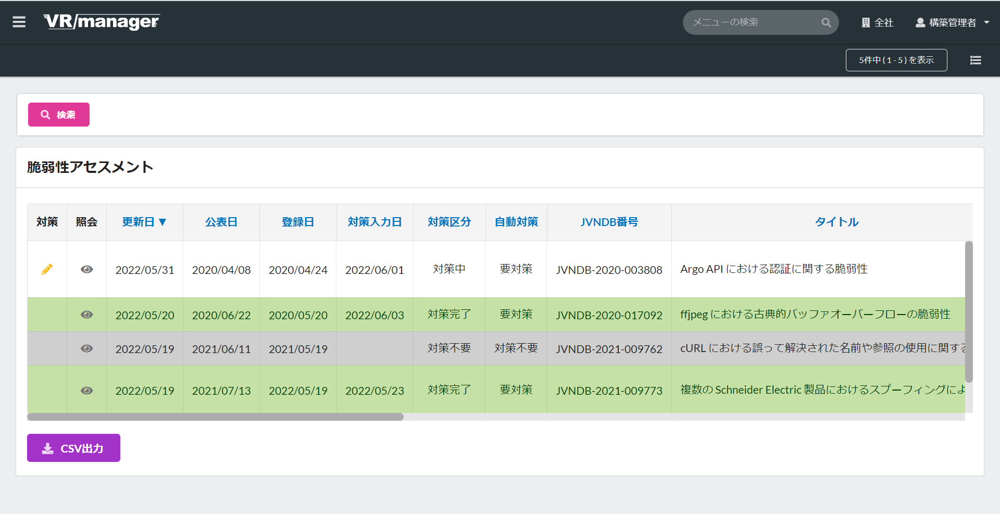 VR/manager
メニューの検索
全社
構築管理者
5件中 ( 1 - 5 ) を表示
検索
脆弱性アセスメント
対策 照会 更新日▼ 公表日 登録日 対策入力日 対策区分 自動対策 JVNDB番号 タイトル
2022/05/31 2020/04/08 2020/04/24 2022/06/01 対策中 要対策 JVNDB-2020-003808 Argo API における認証に関する脆弱性
2022/05/20 2020/06/22 2020/05/20 2022/06/03 対策完了 要対策 JVNDB-2020-017092 ffjpeg における古典的バッファオーバーフローの脆弱性
2022/05/19 2021/06/11 2021/05/19 対策不要 対策不要 JVNDB-2021-009762 cURL における誤って解決された名前や参照の使用に関する
2022/05/19 2021/07/13 2022/05/19 2022/05/23 対策完了 要対策 JVNDB-2021-009773 複数の Schneider Electric 製品におけるスプーフィングによ
CSV出力